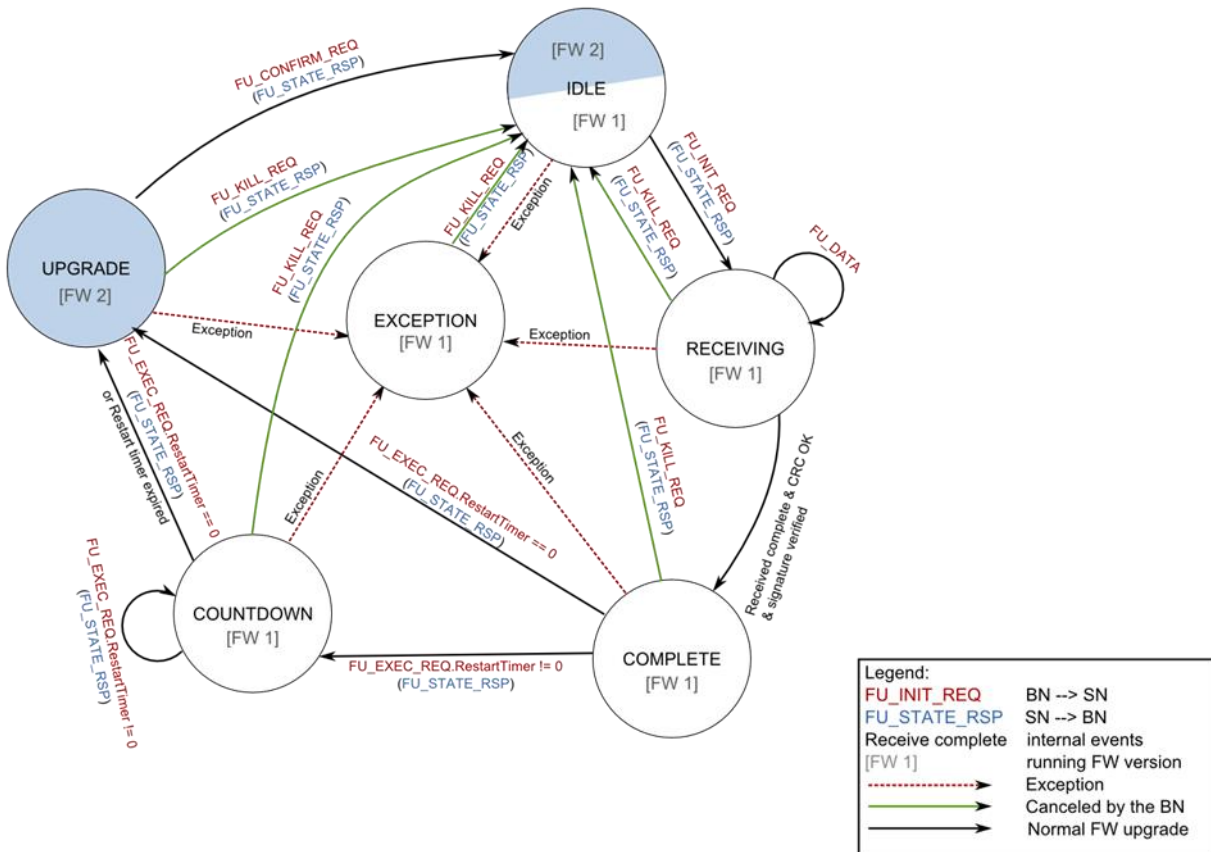 [FW 2]
IDLE
[FW 1]
FU_CONFIRM_REQ
(FU_STATE_RSP)
FU_KILL_REQ
(FU_STATE_RSP)
FU_KILL_REQ
(FU_STATE_RSP)
FU_KILL_REQ
(FU_STATE_RSP)
Exception
FU_KILL_REQ
(FU_STATE_RSP)
FU_INIT_REQ
(FU_STATE_RSP)
FU_DATA
UPGRADE
[FW 2]
Exception
EXCEPTION
[FW 1]
Exception
RECEIVING
[FW 1]
FU_EXEC_REQ.RestartTimer == 0
(FU_STATE_RSP)
or Restart timer expired
Exception
FU_EXEC_REQ.RestartTimer == 0
(FU_STATE_RSP)
Exception
FU_KILL_REQ
(FU_STATE_RSP)
Received complete & CRC OK
& signature verified
FU_EXEC_REQ.RestartTimer != 0
(FU_STATE_RSP)
COUNTDOWN
[FW 1]
FU_EXEC_REQ.RestartTimer != 0
(FU_STATE_RSP)
COMPLETE
[FW 1]
Legend:
FU_INIT_REQ BN --> SN
FU_STATE_RSP SN --> BN
Receive complete internal events
[FW 1] running FW version
Exception
Canceled by the BN
Normal FW upgrade